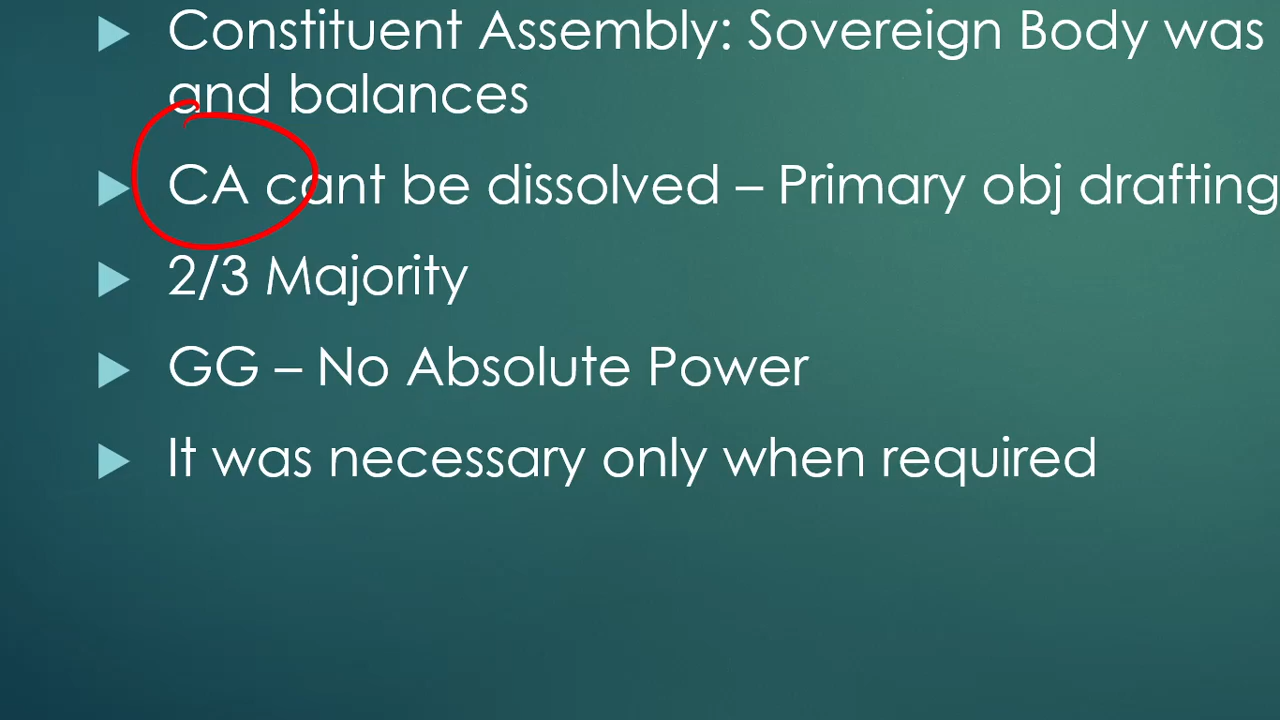 Constituent Assembly: Sovereign Body was
and balances
CA cant be dissolved – Primary obj drafting
2/3 Majority
GG – No Absolute Power
It was necessary only when required